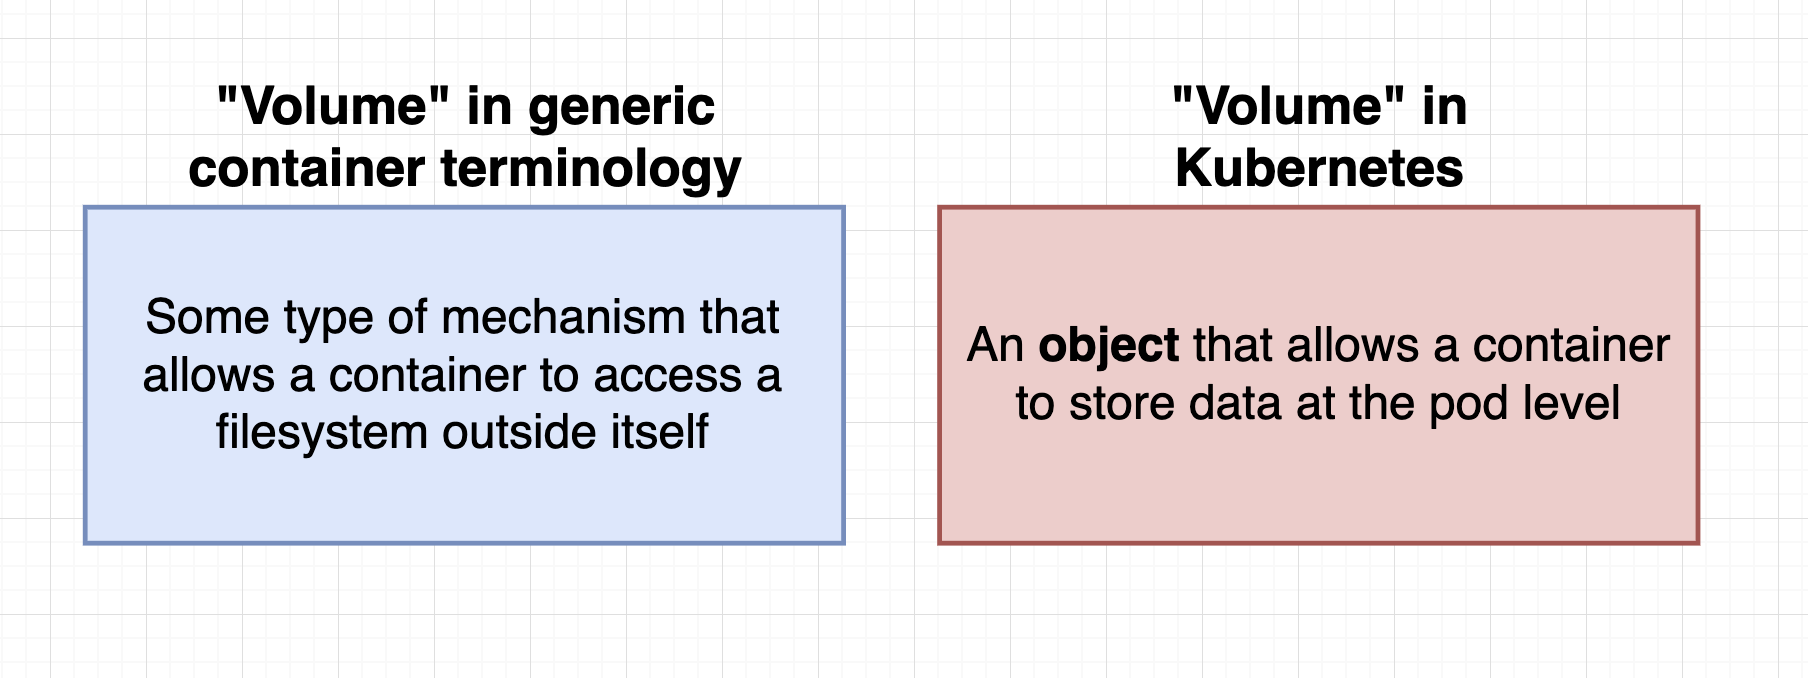 "Volume" in generic
container terminology
Some type of mechanism that
allows a container to access a
filesystem outside itself
"Volume" in
Kubernetes
An object that allows a container
to store data at the pod level